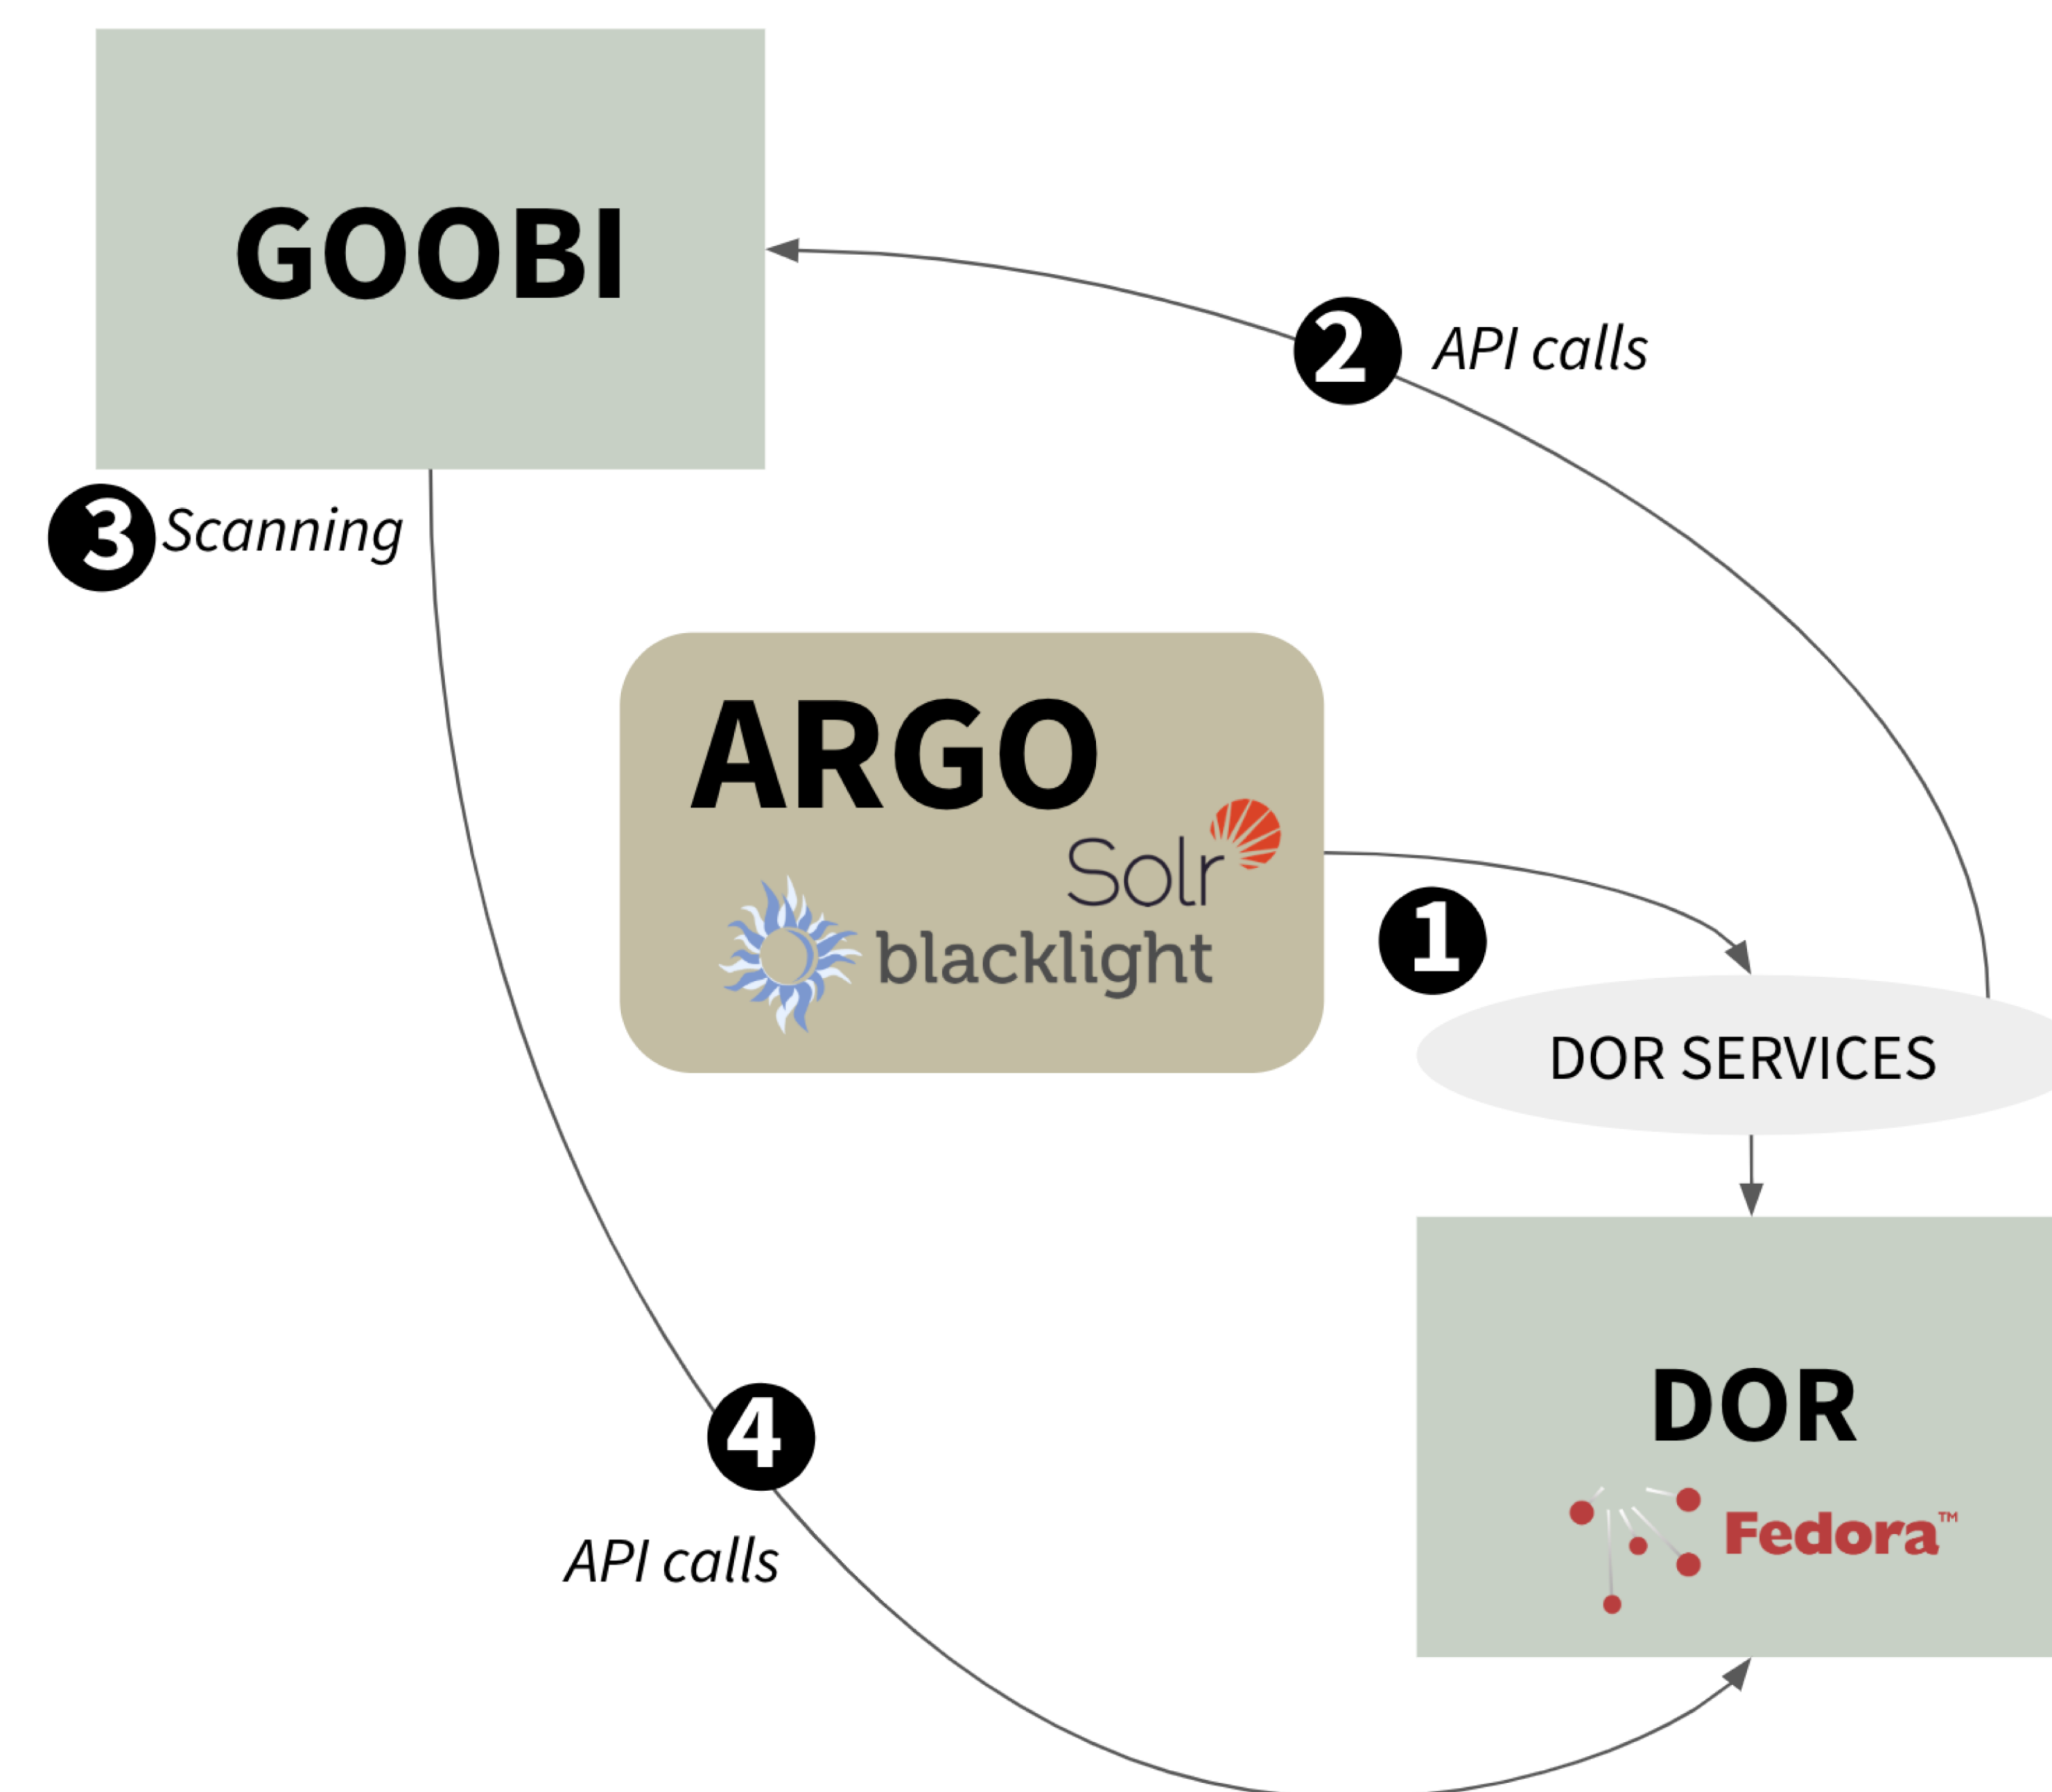 GOOBI
2 API calls
3 Scanning
ARGO
Solr
blacklight
1
DOR SERVICES
DOR
Fedora™
4
API calls